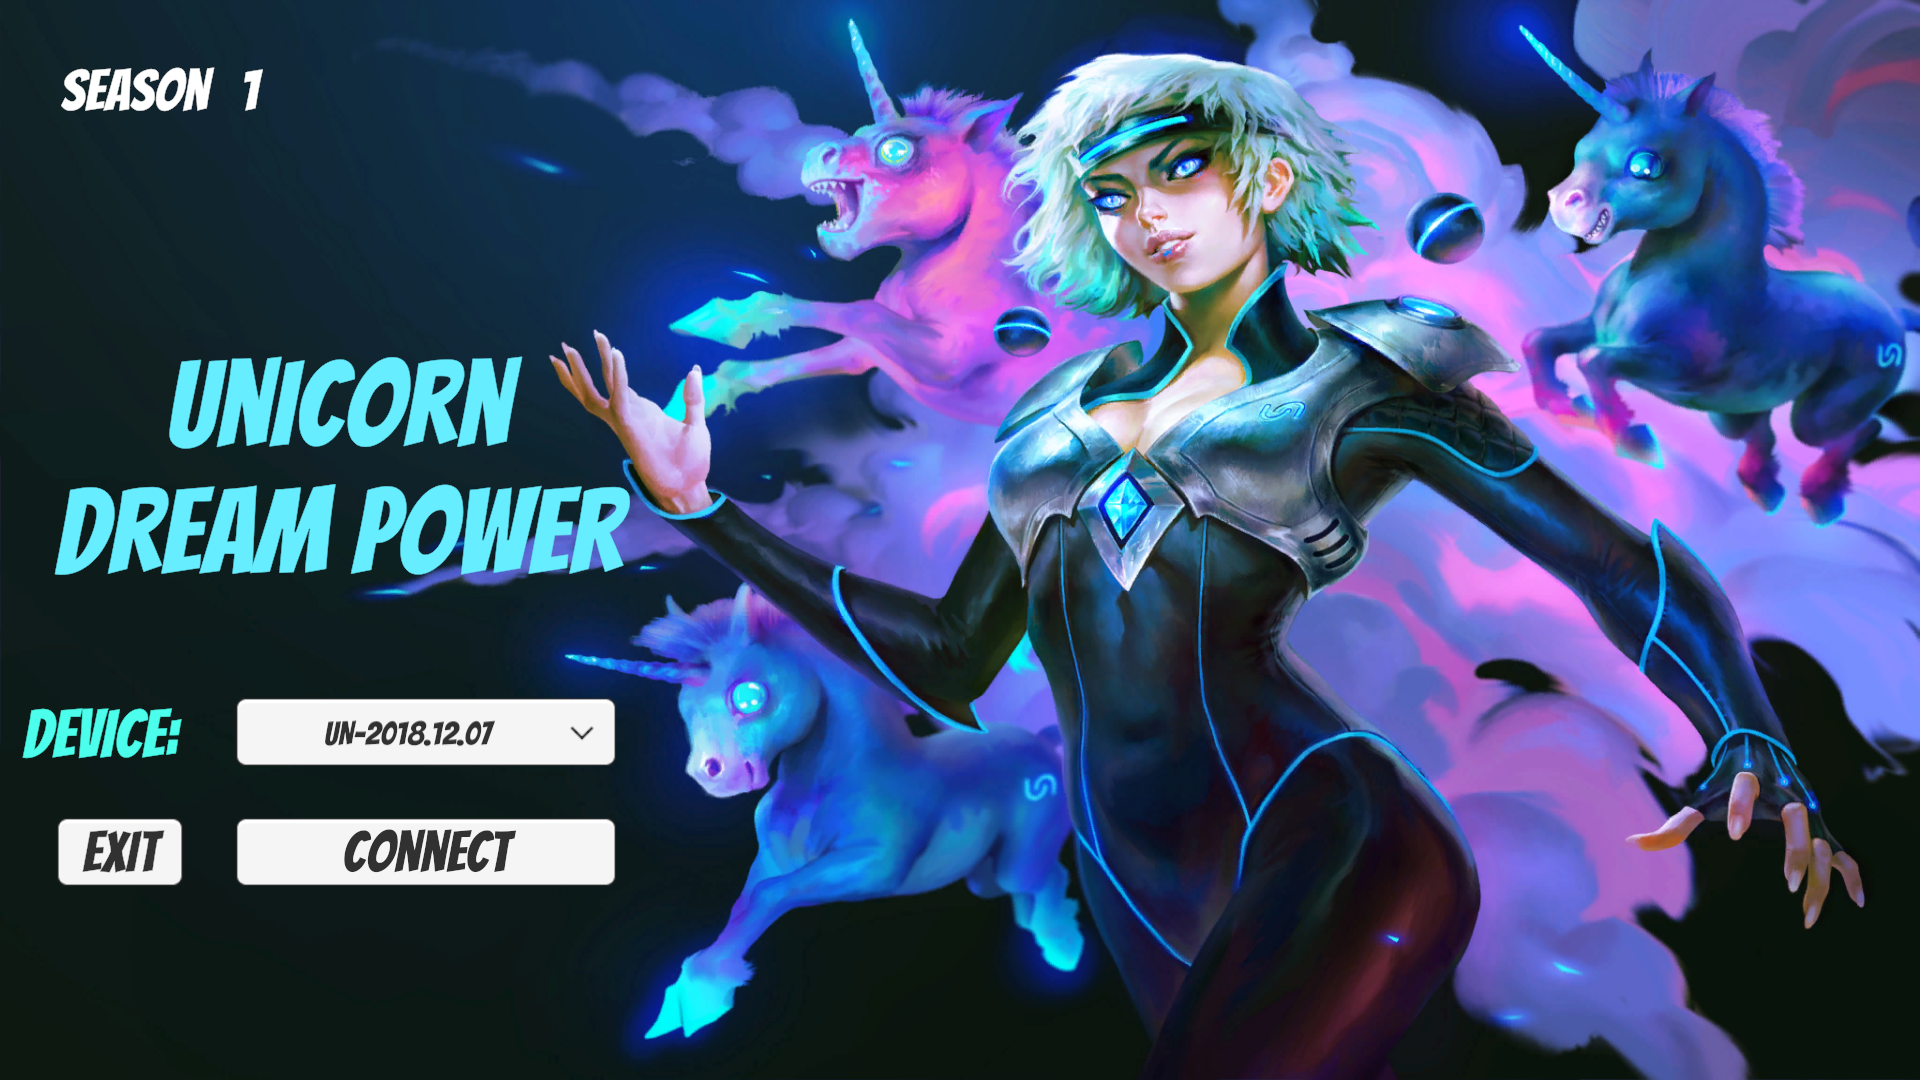 SEASON 1
UNICORN
DREAM POWER
DEVICE:
UN-2018.12.07
EXIT
CONNECT